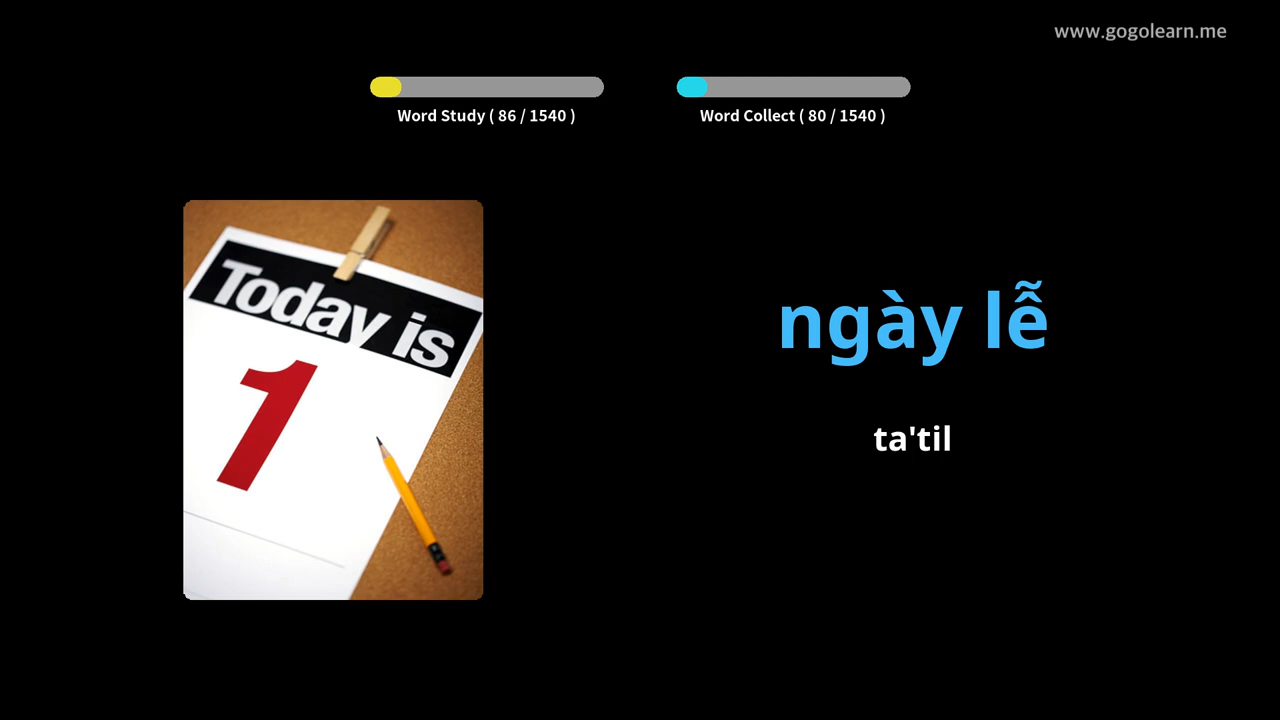 www.gogolearn.me
Word Study ( 86 / 1540 )
Word Collect ( 80 / 1540 )
Today is
1
ngày lễ
ta'til